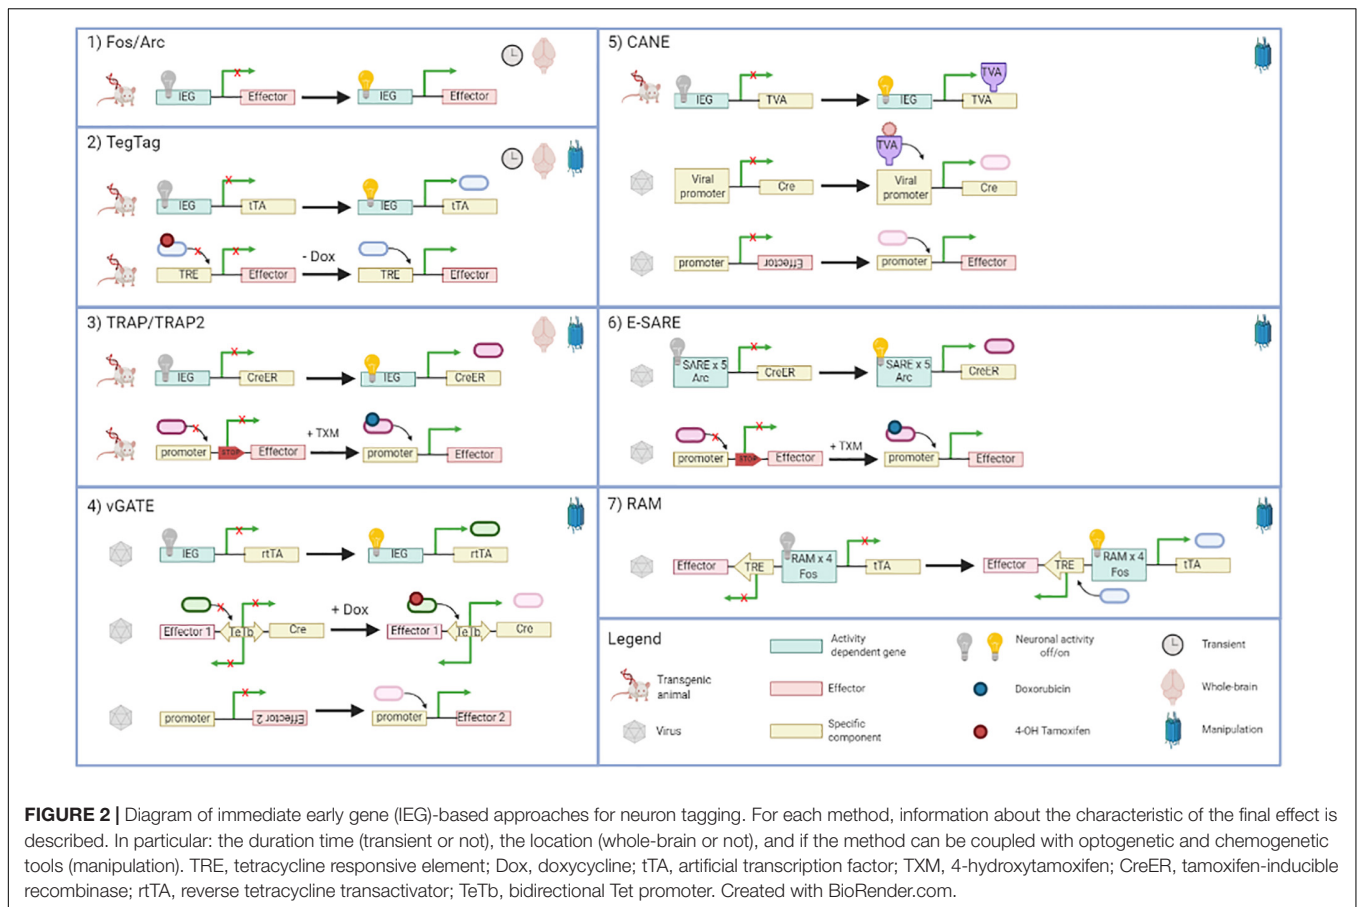 1) Fos/Arc
IEG Effector IEG Effector
2) TegTag
IEG tTA IEG tTA
- Dox
TRE Effector TRE Effector
3) TRAP/TRAP2
IEG CreER IEG CreER
+ TXM
promoter STOP Effector promoter Effector
4) vGATE
IEG rtTA IEG rtTA
+ Dox
Effector 1 TeTb Cre Effector 1 TeTb Cre
promoter Effector 2 promoter Effector 2
5) CANE
TVA
IEG TVA IEG TVA
TVA
Viral
promoter Cre Viral
promoter Cre
promoter Effector promoter Effector
6) E-SARE
SARE x 5
Arc CreER SARE x 5
Arc CreER
+ TXM
promoter STOP Effector promoter Effector
7) RAM
Effector TRE RAM x 4
Fos tTA Effector TRE RAM x 4
Fos tTA
Legend
Transgenic
animal
Virus
Activity
dependent gene
Effector
Specific
component
Neuronal activity
off/on
Doxorubicin
4-OH Tamoxifen
Transient
Whole-brain
Manipulation
FIGURE 2 | Diagram of immediate early gene (IEG)-based approaches for neuron tagging. For each method, information about the characteristic of the final effect is
described. In particular: the duration time (transient or not), the location (whole-brain or not), and if the method can be coupled with optogenetic and chemogenetic
tools (manipulation). TRE, tetracycline responsive element; Dox, doxycycline; tTA, artificial transcription factor; TXM, 4-hydroxytamoxifen; CreER, tamoxifen-inducible
recombinase; rtTA, reverse tetracycline transactivator; TeTb, bidirectional Tet promoter. Created with BioRender.com.